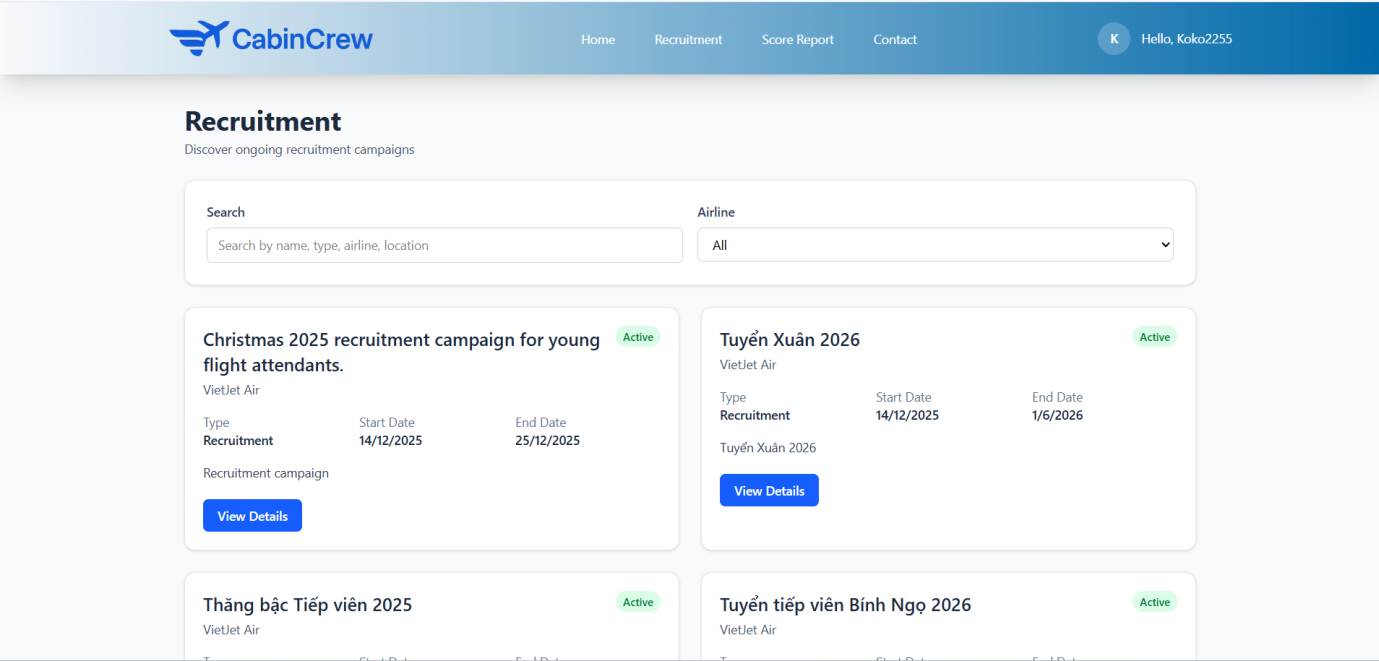 CabinCrew
Home Recruitment Score Report Contact
K Hello, Koko2255
Recruitment
Discover ongoing recruitment campaigns
Search
Search by name, type, airline, location
Airline
All
Christmas 2025 recruitment campaign for young
flight attendants.
Active
VietJet Air
Type Start Date End Date
Recruitment 14/12/2025 25/12/2025
Recruitment campaign
View Details
Tuyển Xuân 2026
Active
VietJet Air
Type Start Date End Date
Recruitment 14/12/2025 1/6/2026
Tuyển Xuân 2026
View Details
Thăng bậc Tiếp viên 2025
Active
VietJet Air
Tuyển tiếp viên Bính Ngọ 2026
Active
VietJet Air